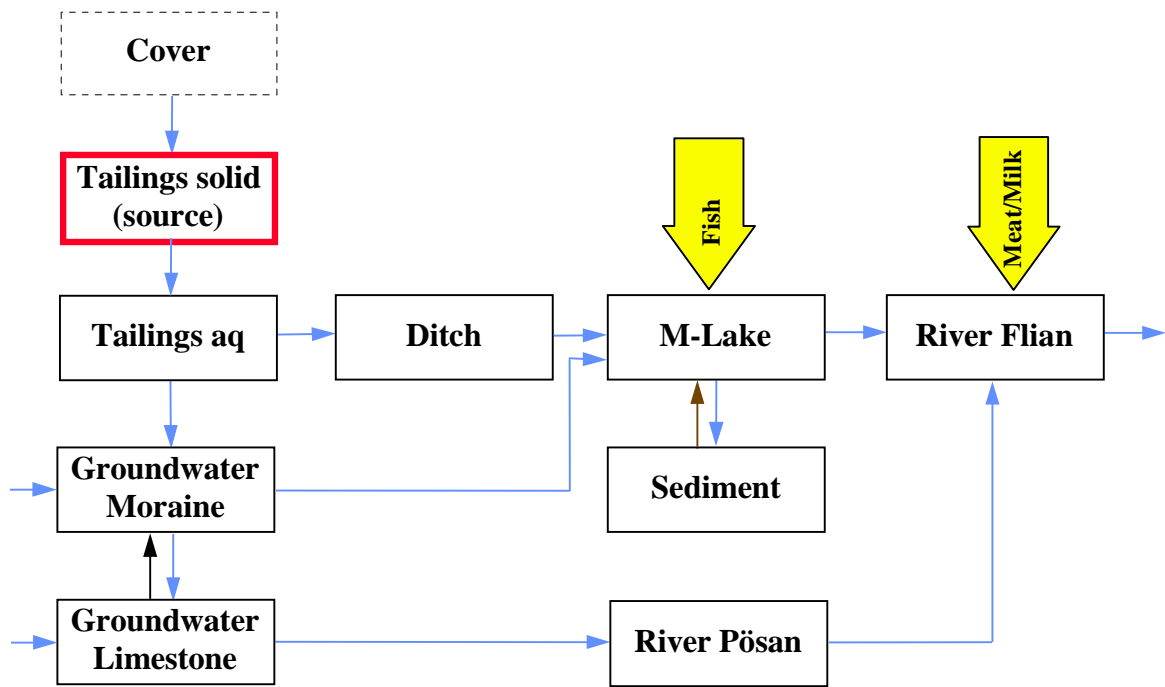 Cover
Tailings solid
(source)
Fish
Meat/Milk
Tailings aq
Ditch
M-Lake
River Flian
Groundwater
Moraine
Sediment
Groundwater
Limestone
River Pösan